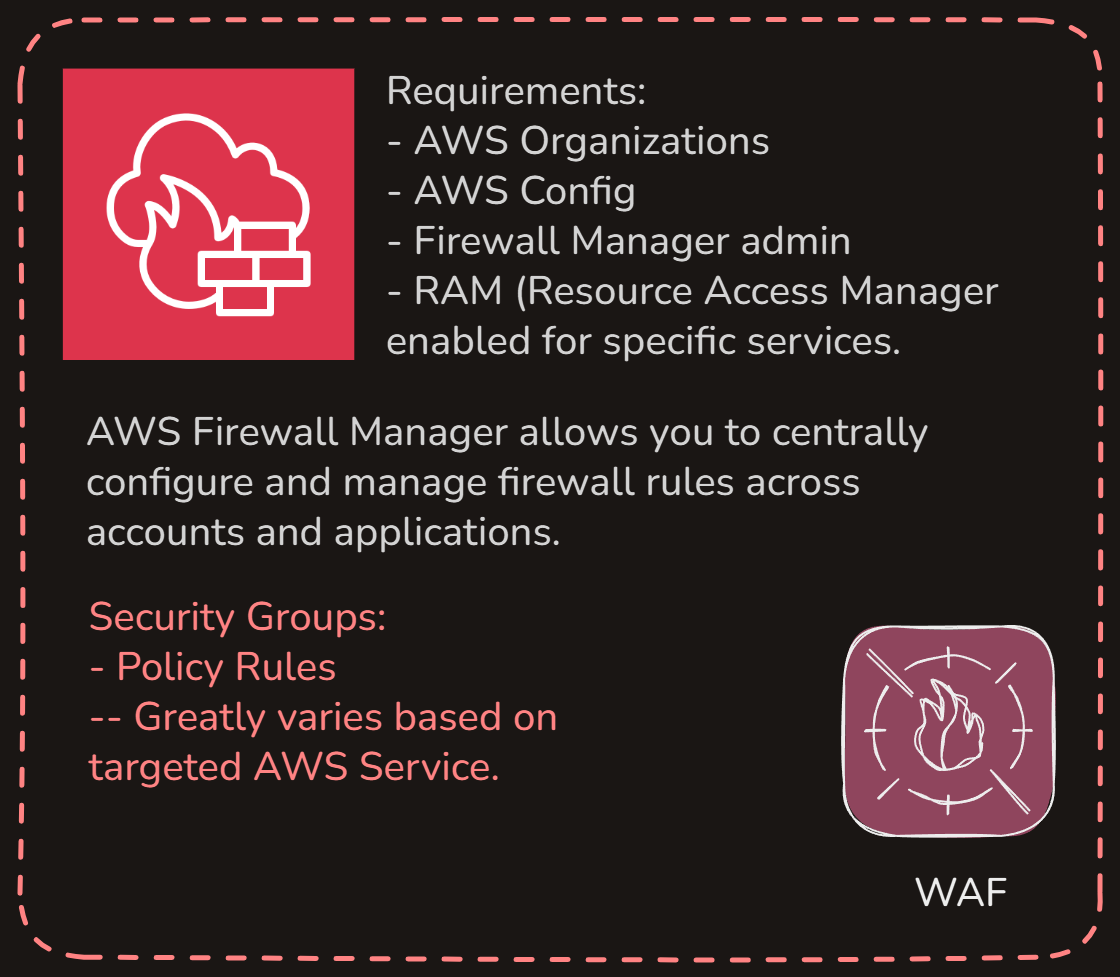 Requirements:
- AWS Organizations
- AWS Config
- Firewall Manager admin
- RAM (Resource Access Manager
enabled for specific services.
AWS Firewall Manager allows you to centrally
configure and manage firewall rules across
accounts and applications.
Security Groups:
- Policy Rules
-- Greatly varies based on
targeted AWS Service.
WAF